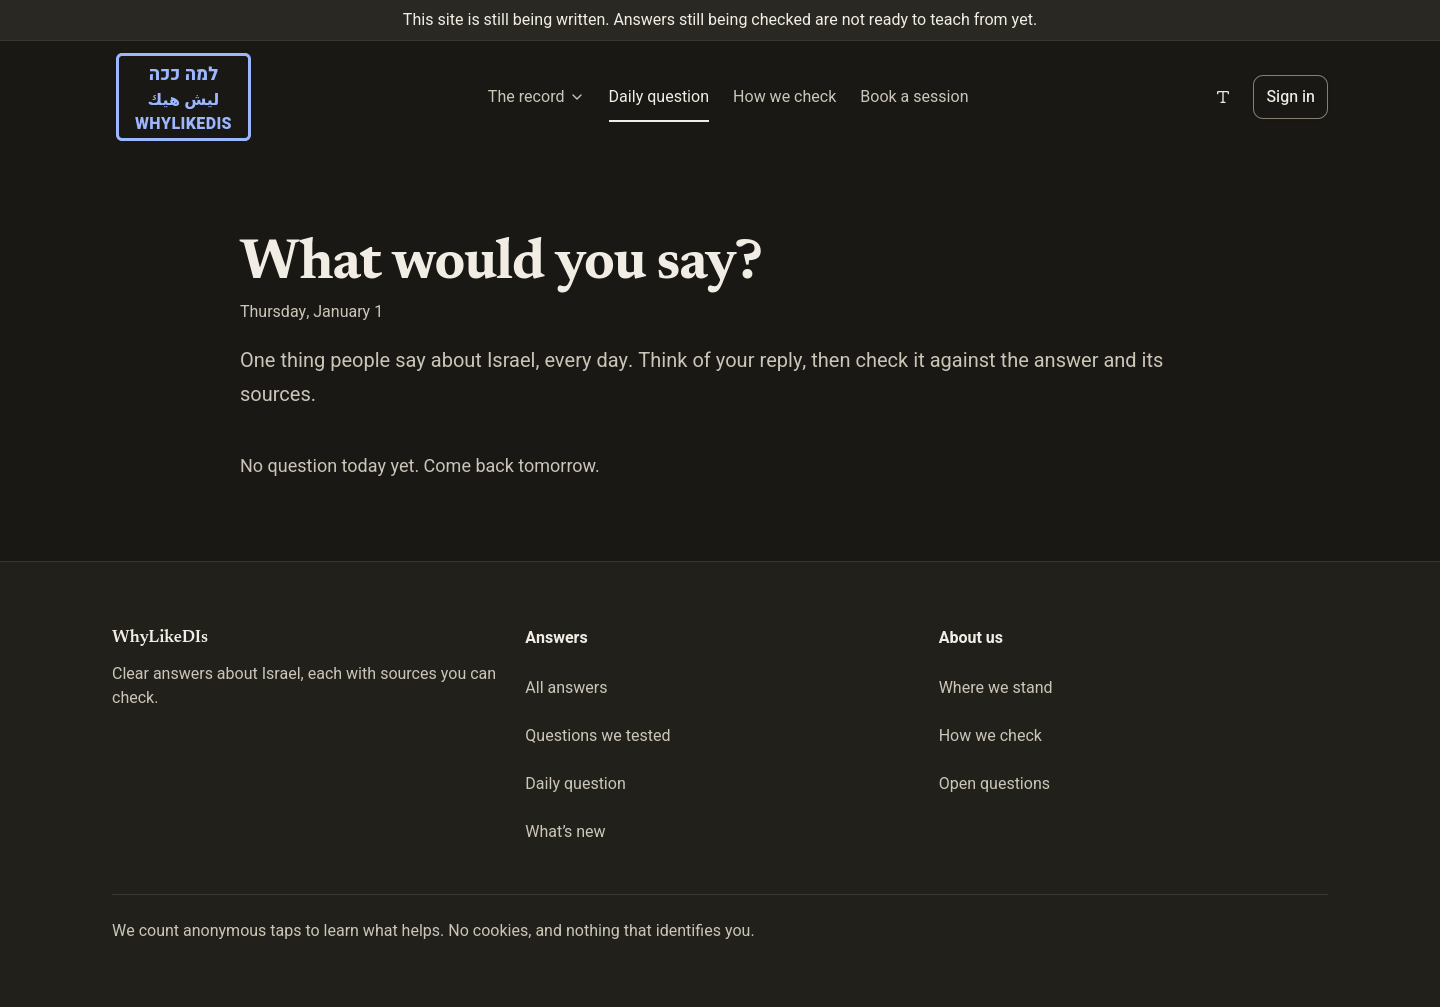 This site is still being written. Answers still being checked are not ready to teach from yet.
למה ככה
ليش هيك
WHYLIKEDIS
The record
Daily question
How we check
Book a session
T
Sign in
What would you say?
Thursday, January 1
One thing people say about Israel, every day. Think of your reply, then check it against the answer and its
sources.
No question today yet. Come back tomorrow.
WhyLikeDIs
Clear answers about Israel, each with sources you can
check.
Answers
All answers
Questions we tested
Daily question
What’s new
About us
Where we stand
How we check
Open questions
We count anonymous taps to learn what helps. No cookies, and nothing that identifies you.